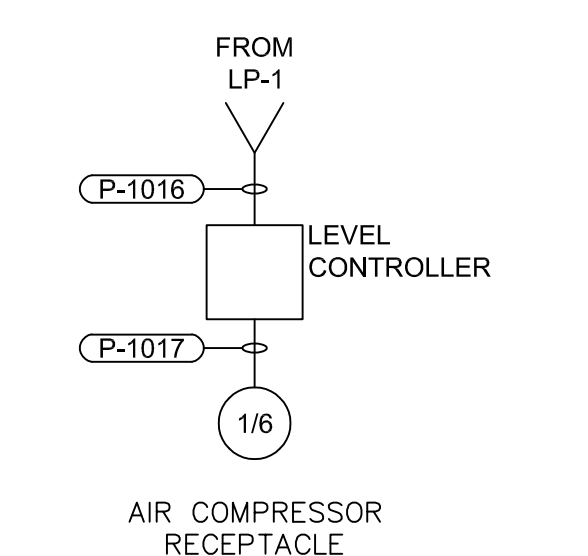 FROM
LP-1
P-1016
LEVEL
CONTROLLER
P-1017
1/6
AIR COMPRESSOR
RECEPTACLE